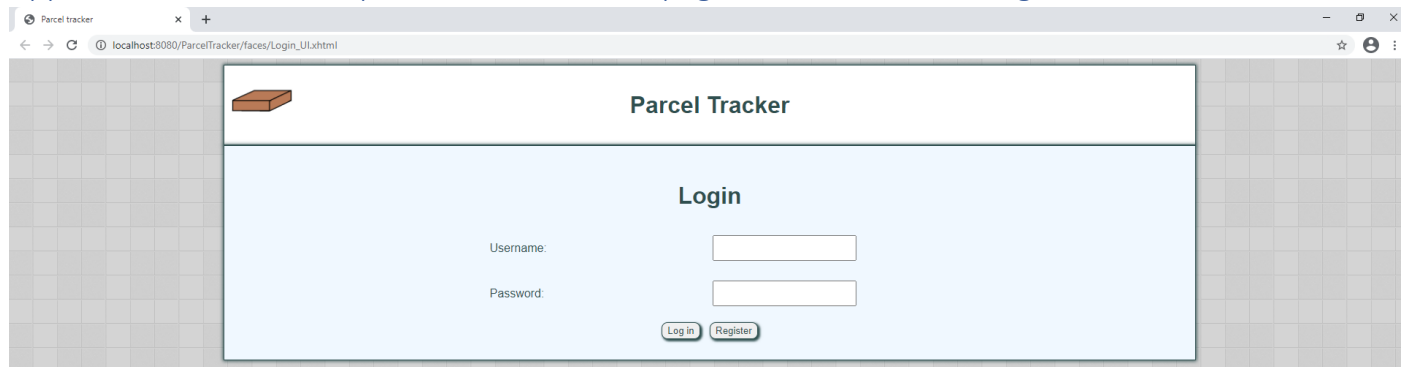 Parcel tracker
localhost:8080/ParcelTracker/faces/Login_UI.xhtml
Parcel Tracker
Login
Username:
Password:
Log in Register